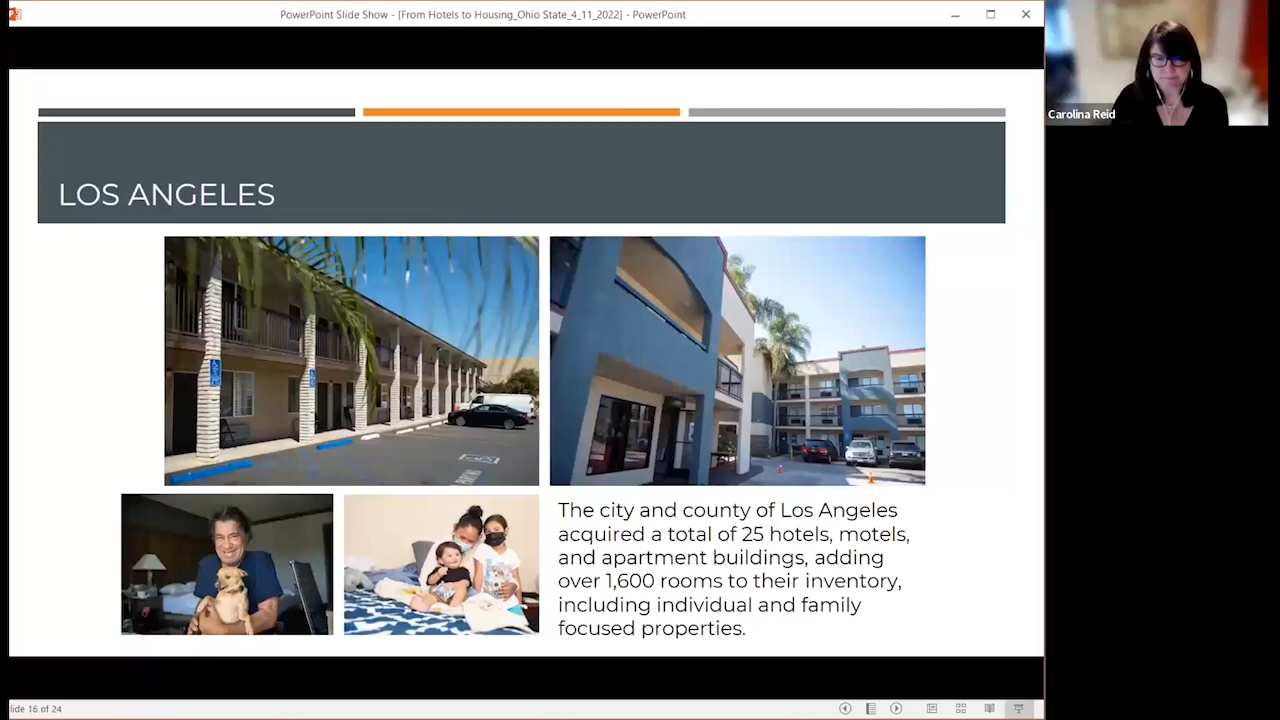 PowerPoint Slide Show - [From Hotels to Housing_Ohio State_4_11_2022] - PowerPoint
Carolina Reid
LOS ANGELES
The city and county of Los Angeles
acquired a total of 25 hotels, motels,
and apartment buildings, adding
over 1,600 rooms to their inventory,
including individual and family
focused properties.
lide 16 of 24